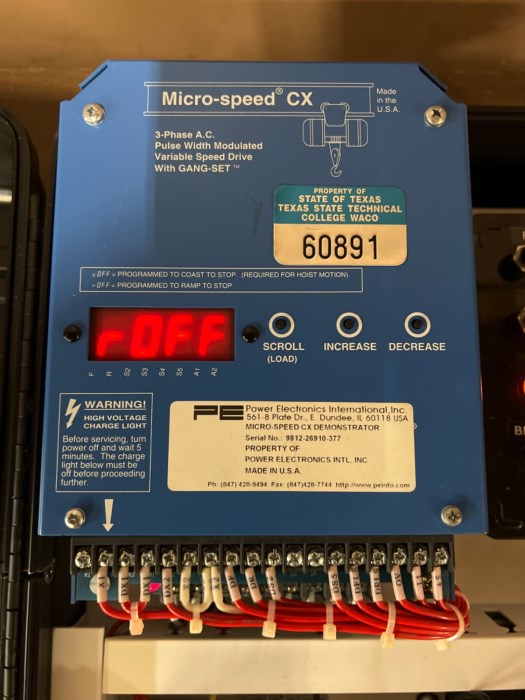 Micro-speed® CX
Made
in the
U.S.A.
3-Phase A.C.
Pulse Width Modulated
Variable Speed Drive
With GANG-SET™
PROPERTY OF
STATE OF TEXAS
TEXAS STATE TECHNICAL
COLLEGE WACO
60891
cOFF = PROGRAMMED TO COAST TO STOP. (REQUIRED FOR HOIST MOTION)
rOFF = PROGRAMMED TO RAMP TO STOP
rOFF
F R S2 S3 S4 S5 A1 A2
SCROLL
(LOAD)
INCREASE
DECREASE
WARNING!
HIGH VOLTAGE
CHARGE LIGHT
Before servicing, turn
power off and wait 5
minutes. The charge
light below must be
off before proceeding
further.
PE Power Electronics International, Inc.
561-8 Plate Dr., E. Dundee, IL 60118 USA
MICRO-SPEED CX DEMONSTRATOR
Serial No.: 9812-26910-377
PROPERTY OF
POWER ELECTRONICS INTL. INC.
MADE IN U.S.A.
Ph: (847) 428-9494 Fax: (847)428-7744 http://www.peinfo.com